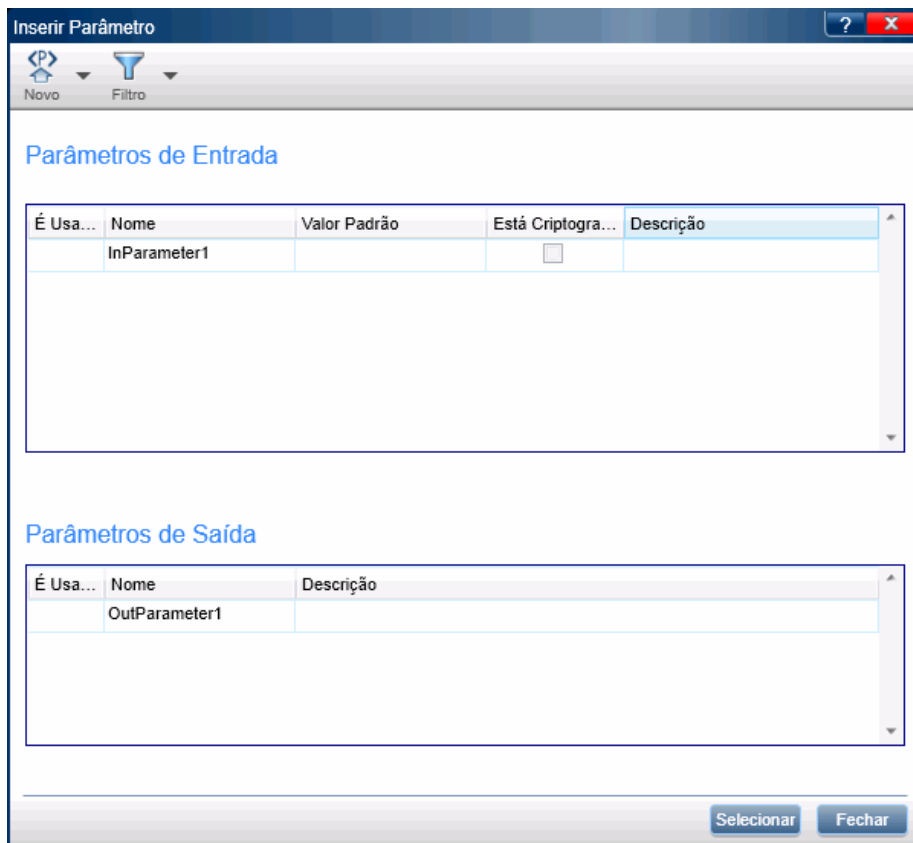 Inserir Parâmetro
?
Novo Filtro
Parâmetros de Entrada
É Usa... Nome Valor Padrão Está Criptogra... Descrição
InParameter1
Parâmetros de Saída
É Usa... Nome Descrição
OutParameter1
Selecionar Fechar